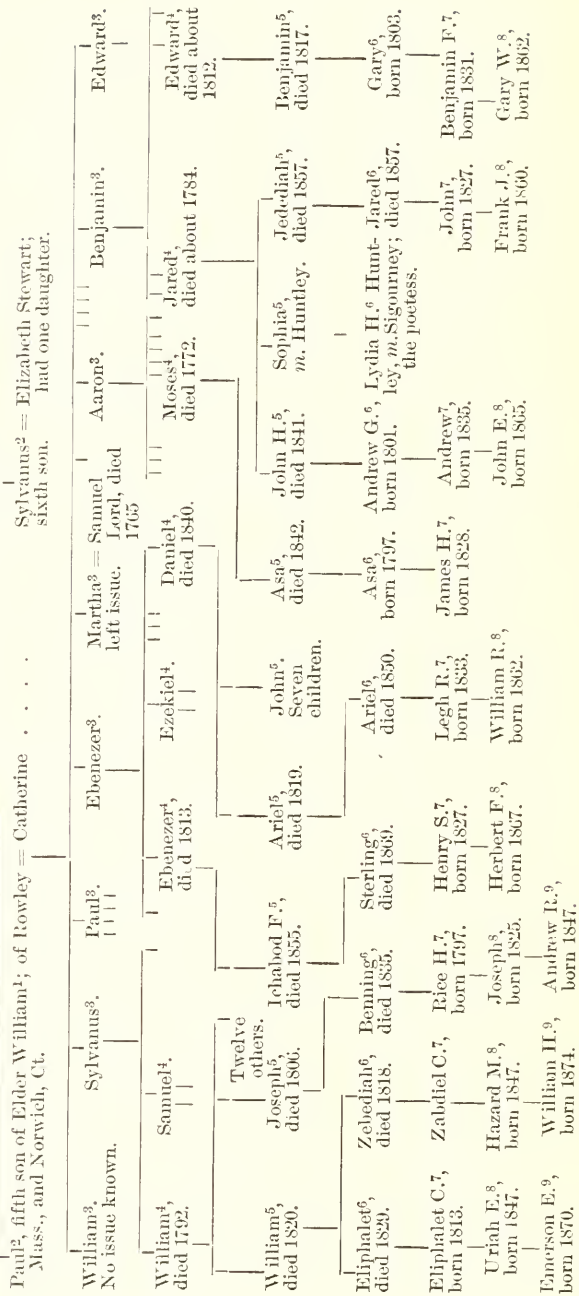 Paul², fifth son of Elder William¹; of Rowley = Catherine . . . .
Mass., and Norwich, Ct.
Sylvanus² = Elizabeth Stewart;
sixth son. had one daughter.
William³.
No issue known.
Sylvanus³.
Paul³.
Ebenezer³.
Martha³ = Samuel
left issue. Lord, died
1765
Aaron³.
Benjamin³.
Edward³.
William⁴,
died 1792.
Samuel⁴.
Ebenezer⁴,
died 1813.
Ezekiel⁴.
Daniel⁴,
died 1840.
Moses⁴,
died 1772.
Jared⁴,
died about 1784.
Edward⁴,
died about
1812.
William⁵,
died 1820.
Joseph⁵,
died 1806.
Twelve
others.
Ichabod F.⁵,
died 1855.
Ariel⁵,
died 1819.
John⁵.
Seven
children.
Asa⁵,
died 1842.
John H.⁵,
died 1841.
Sophia⁵,
m. Huntley.
Jedediah⁵,
died 1857.
Benjamin⁵,
died 1817.
Eliphalet⁶,
died 1829.
Zebediah⁶,
died 1818.
Benning⁶,
died 1835.
Sterling⁶,
died 1869.
Ariel⁶,
died 1850.
Asa⁶,
born 1797.
Andrew G.⁶,
born 1801.
Lydia H.⁶ Hunt-
ley, m. Sigourney;
the poetess.
Jared⁶,
died 1857.
Gary⁶,
born 1803.
Eliphalet C.⁷,
born 1813.
Zabdiel C.⁷,
Rice H.⁷,
born 1797.
Henry S.⁷,
born 1827.
Legh R.⁷,
born 1833.
James H.⁷,
born 1828.
Andrew⁷,
born 1835.
John⁷,
born 1827.
Benjamin F.⁷,
born 1831.
Uriah E.⁸,
born 1847.
Hazard M.⁸,
born 1847.
Joseph⁸,
born 1825.
Herbert F.⁸,
born 1867.
William R.⁸,
born 1862.
John E.⁸,
born 1865.
Frank J.⁸,
born 1860.
Gary W.⁸,
born 1862.
Emerson E.⁹,
born 1870.
William H.⁹,
born 1874.
Andrew R.⁹,
born 1847.